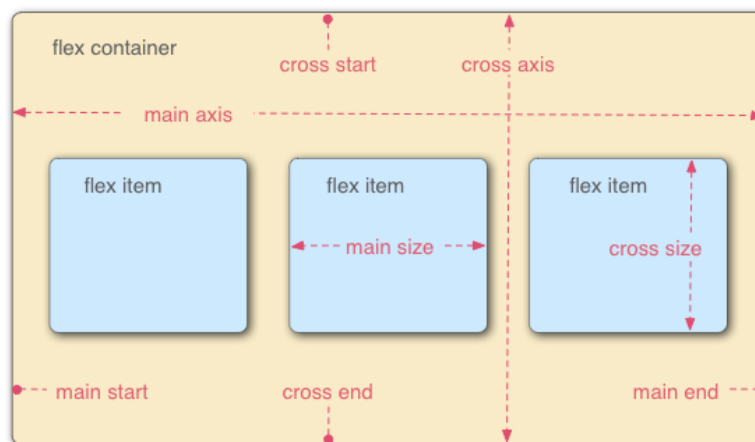 flex container
cross start
cross axis
main axis
flex item
flex item
flex item
main size
cross size
main start
cross end
main end